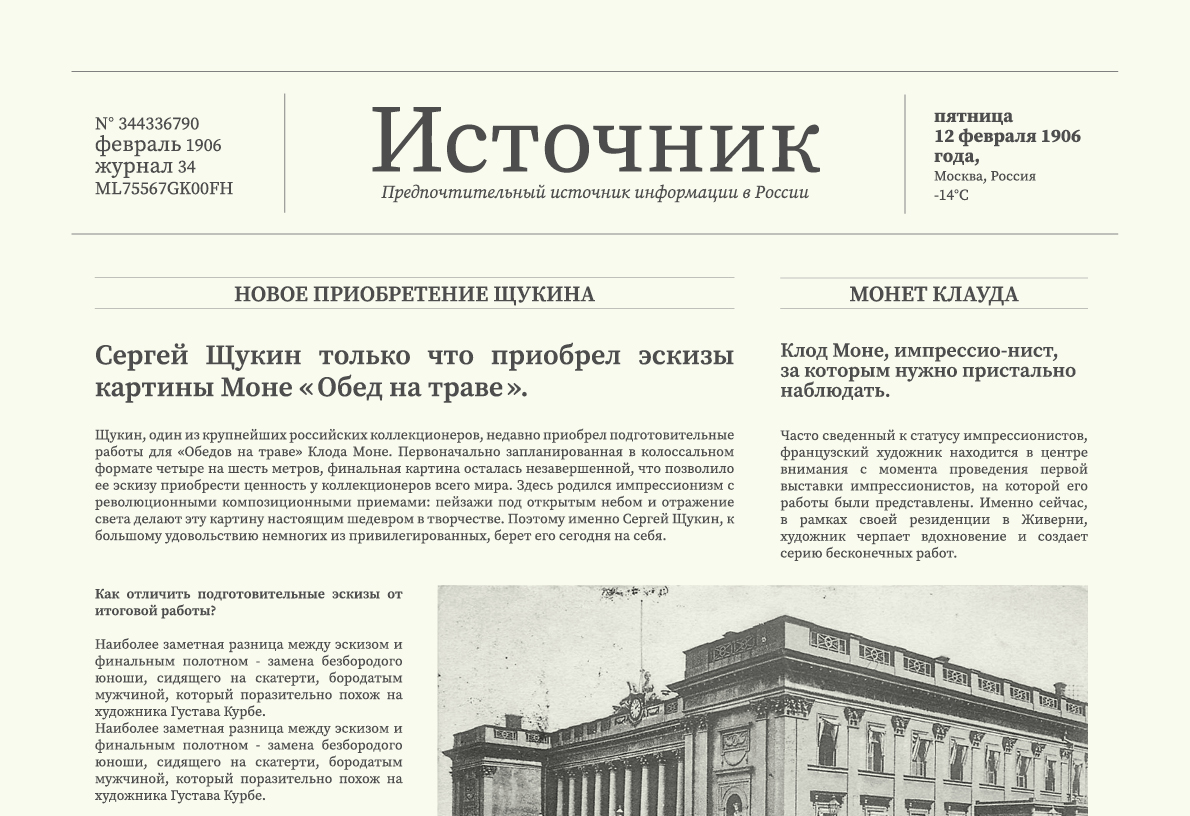 N° 344336790
февраль 1906
журнал 34
ML75567GK00FH
Источник
Предпочтительный источник информации в России
пятница
12 февраля 1906
года,
Москва, Россия
-14°C
НОВОЕ ПРИОБРЕТЕНИЕ ЩУКИНА
Сергей Щукин только что приобрел эскизы
картины Моне «Обед на траве».
Щукин, один из крупнейших российских коллекционеров, недавно приобрел подготовительные
работы для «Обедов на траве» Клода Моне. Первоначально запланированная в колоссальном
формате четыре на шесть метров, финальная картина осталась незавершенной, что позволило
ее эскизу приобрести ценность у коллекционеров всего мира. Здесь родился импрессионизм с
революционными композиционными приемами: пейзажи под открытым небом и отражение
света делают эту картину настоящим шедевром в творчестве. Поэтому именно Сергей Щукин, к
большому удовольствию немногих из привилегированных, берет его сегодня на себя.
МОНЕТ КЛАУДА
Клод Моне, импрессио-нист,
за которым нужно пристально
наблюдать.
Часто сведенный к статусу импрессионистов,
французский художник находится в центре
внимания с момента проведения первой
выставки импрессионистов, на которой его
работы были представлены. Именно сейчас,
в рамках своей резиденции в Живерни,
художник черпает вдохновение и создает
серию бесконечных работ.
Как отличить подготовительные эскизы от
итоговой работы?
Наиболее заметная разница между эскизом и
финальным полотном - замена безбородого
юноши, сидящего на скатерти, бородатым
мужчиной, который поразительно похож на
художника Густава Курбе.
Наиболее заметная разница между эскизом и
финальным полотном - замена безбородого
юноши, сидящего на скатерти, бородатым
мужчиной, который поразительно похож на
художника Густава Курбе.